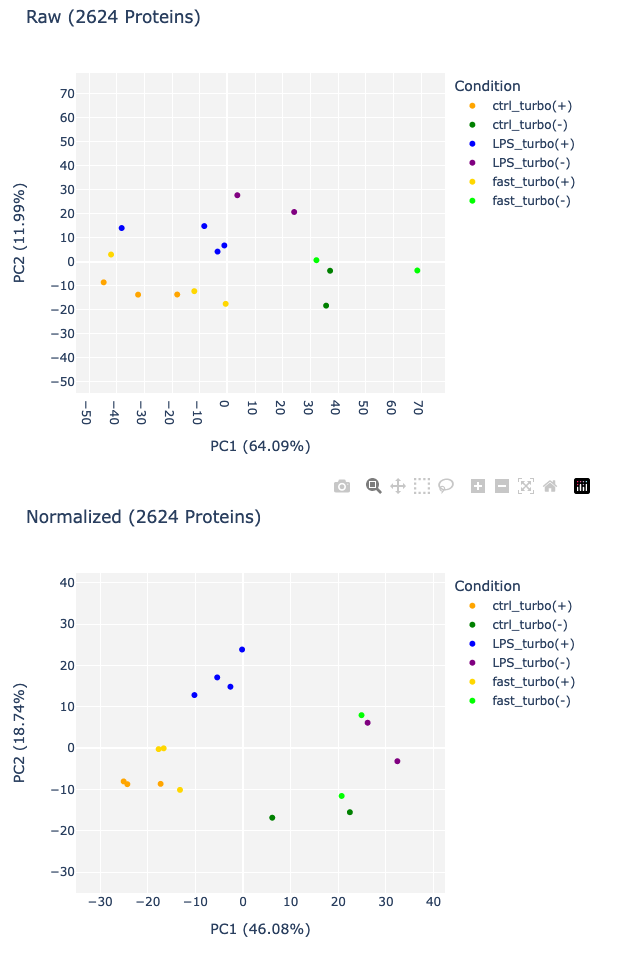 Raw (2624 Proteins)
Condition
ctrl_turbo(+)
ctrl_turbo(-)
LPS_turbo(+)
LPS_turbo(-)
fast_turbo(+)
fast_turbo(-)
70
60
50
40
30
20
10
0
−10
−20
−30
−40
−50
PC2 (11.99%)
−50
−40
−30
−20
−10
0
10
20
30
40
50
60
70
PC1 (64.09%)
Normalized (2624 Proteins)
Condition
ctrl_turbo(+)
ctrl_turbo(-)
LPS_turbo(+)
LPS_turbo(-)
fast_turbo(+)
fast_turbo(-)
40
30
20
10
0
−10
−20
−30
PC2 (18.74%)
−30 −20 −10 0 10 20 30 40
PC1 (46.08%)